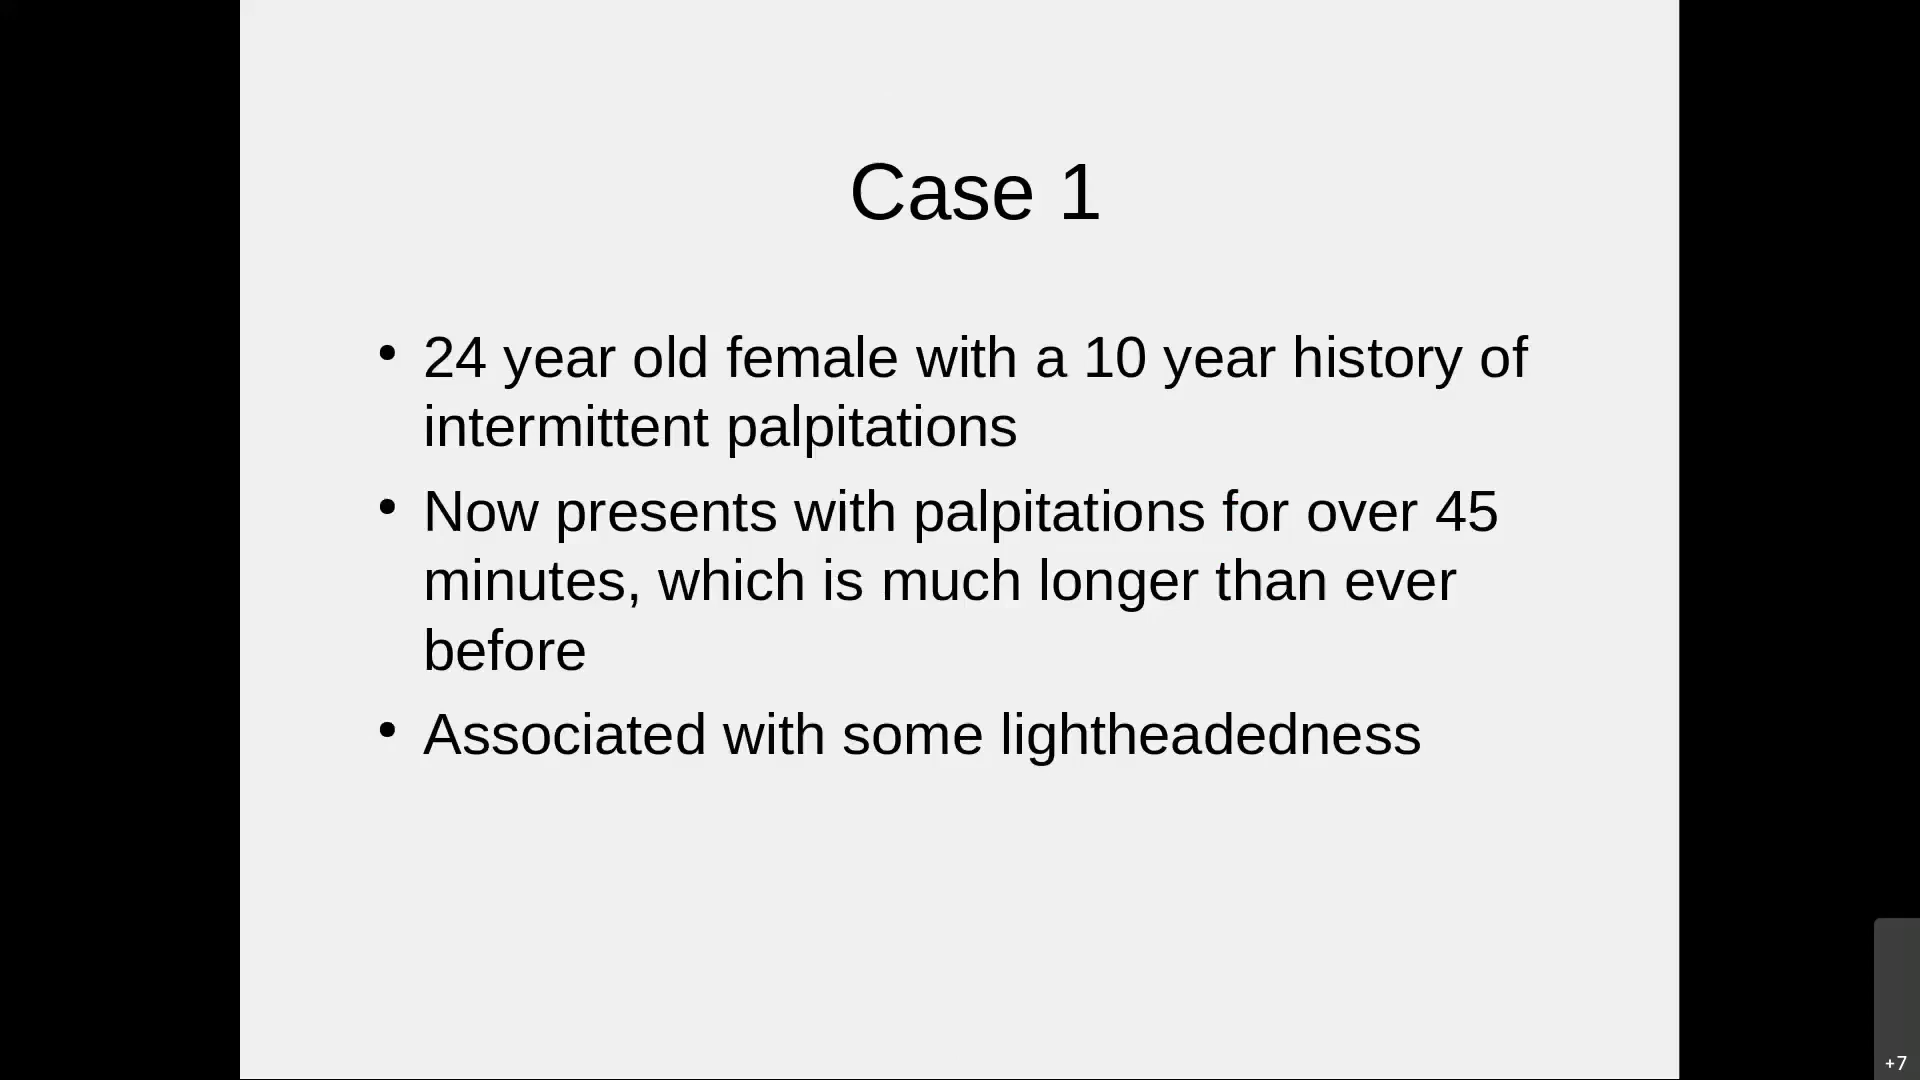 Case 1
• 24 year old female with a 10 year history of
intermittent palpitations
• Now presents with palpitations for over 45
minutes, which is much longer than ever
before
• Associated with some lightheadedness
+7